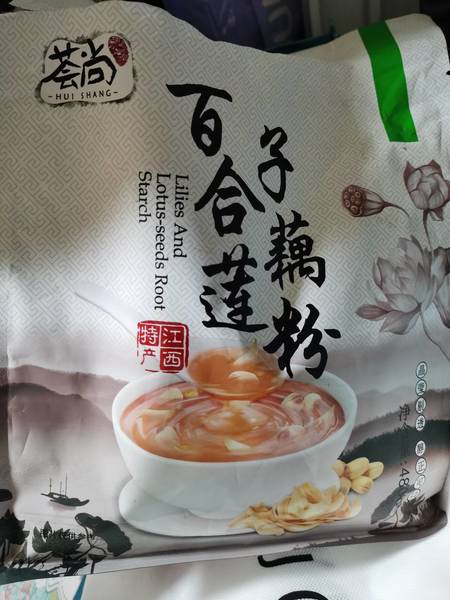 荟尚
-HUI SHANG-
百合莲
子藕粉
Lilies And
Lotus-seeds Root
Starch
江西
特产